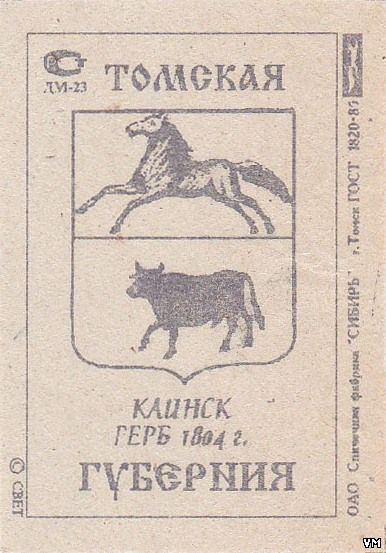 ДМ-23
ТОМСКАЯ
КАИНСК
ГЕРБ 1804 г.
ГУБЕРНИЯ
© СВЕТ
ОАО Спичечная фабрика "СИБИРЬ" г. Томск ГОСТ 1820-85
VM